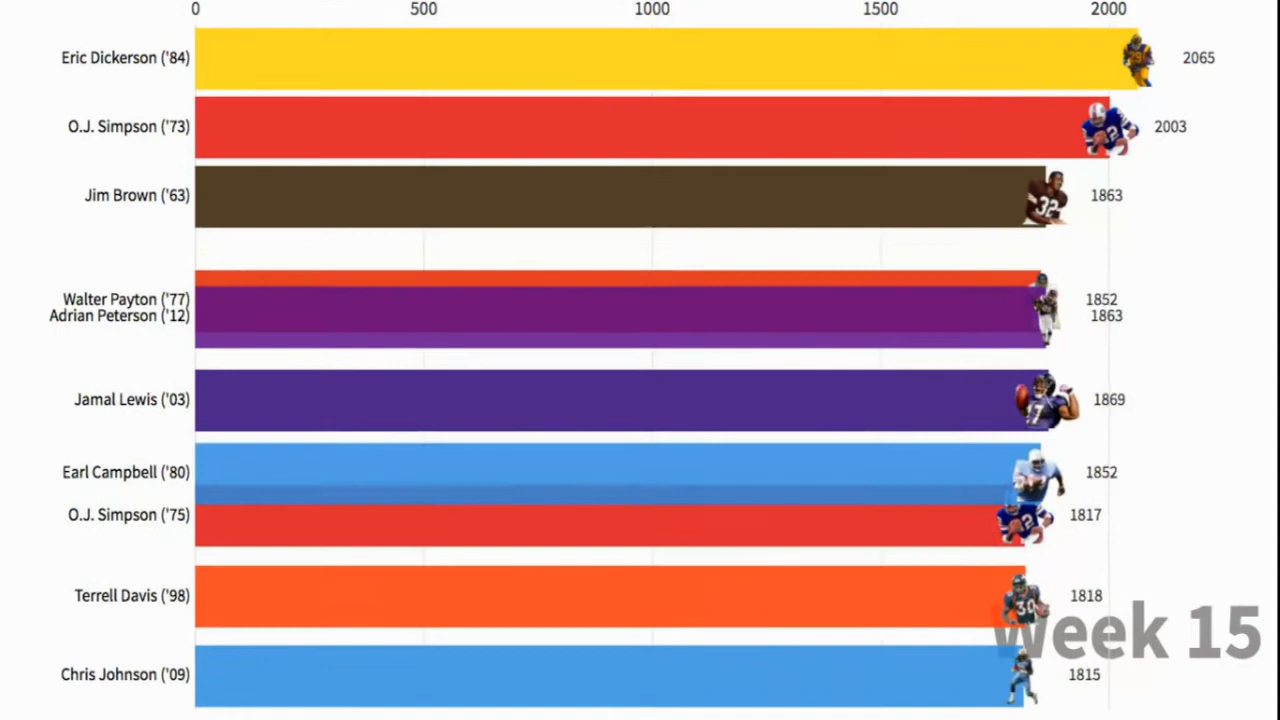 0 500 1000 1500 2000
Eric Dickerson ('84) 2065
O.J. Simpson ('73) 2003
Jim Brown ('63) 32 1863
Walter Payton ('77) 1852
Adrian Peterson ('12) 1863
Jamal Lewis ('03) 1869
Earl Campbell ('80) 1852
O.J. Simpson ('75) 1817
Terrell Davis ('98) 30 1818
Week 15
Chris Johnson ('09) 1815